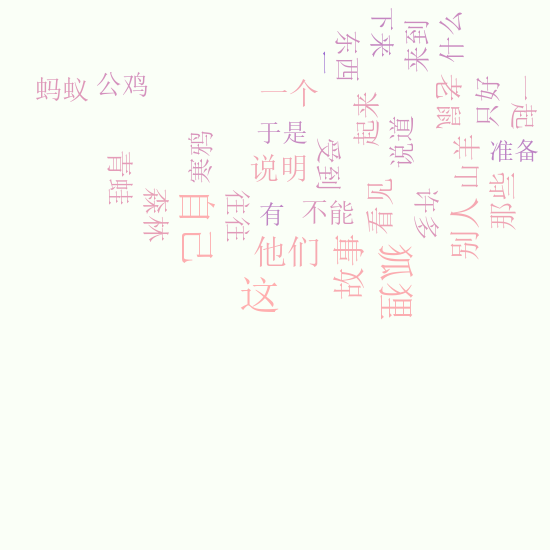 什么
来到
下来
东西
一
蚂蚁
公鸡
一个
起来
老鼠
只好
一起
于是
说道
寒鸦
受到
准备
说明
山羊
青蛙
森林
自己
往往
有
不能
看见
许多
别人
那些
他们
故事
狐狸
这